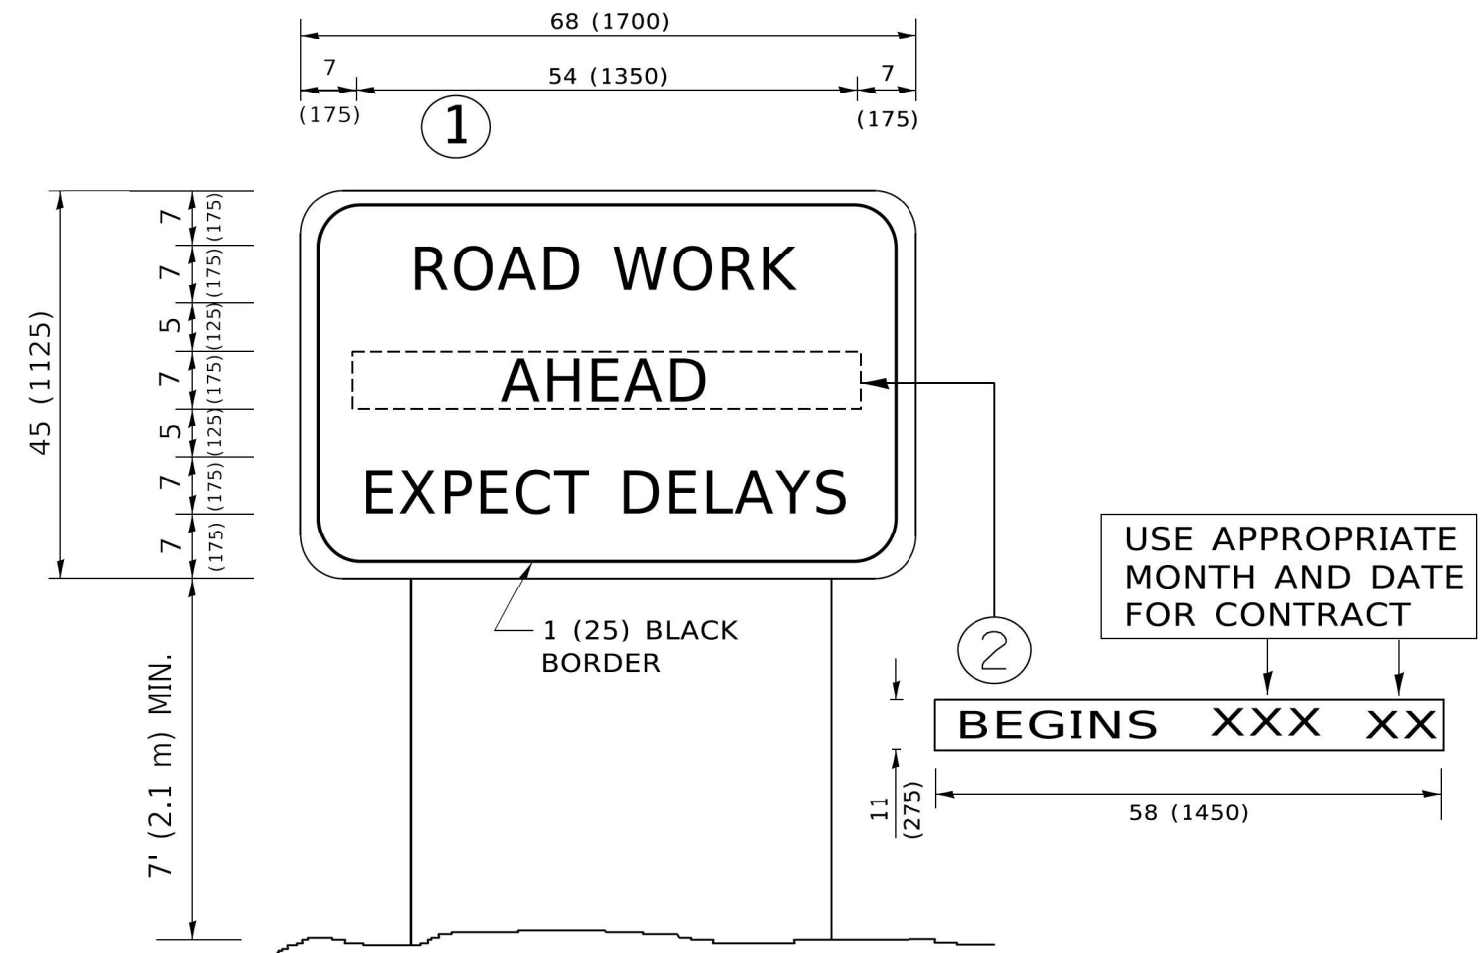 68 (1700)
7
54 (1350)
7
(175)
(175)
1
7
(175)
7
(175)
5
(125)
7
(175)
5
(125)
7
(175)
7
(175)
45 (1125)
ROAD WORK
AHEAD
EXPECT DELAYS
1 (25) BLACK
BORDER
7' (2.1 m) MIN.
USE APPROPRIATE
MONTH AND DATE
FOR CONTRACT
2
BEGINS XXX XX
11
(275)
58 (1450)